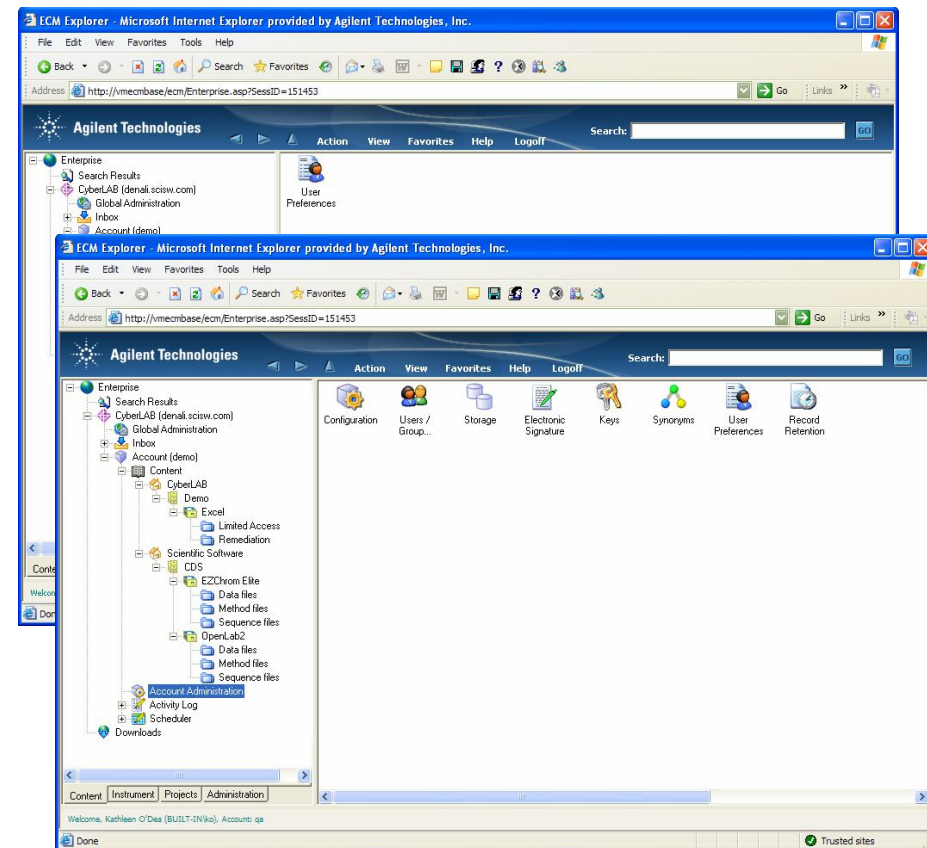 ECM Explorer - Microsoft Internet Explorer provided by Agilent Technologies, Inc.
File Edit View Favorites Tools Help
Back Search Favorites
Address http://vmecmbase/ecm/Enterprise.asp?SessID=151453 Go Links »
Agilent Technologies Action View Favorites Help Logoff Search: GO
Enterprise
Search Results
CyberLAB (denali.scisw.com)
Global Administration
Inbox
Account (demo)
User
Preferences
Conte
Welcon
Don
ECM Explorer - Microsoft Internet Explorer provided by Agilent Technologies, Inc.
File Edit View Favorites Tools Help
Back Search Favorites
Address http://vmecmbase/ecm/Enterprise.asp?SessID=151453 Go Links »
Agilent Technologies Action View Favorites Help Logoff Search: GO
Enterprise
Search Results
CyberLAB (denali.scisw.com)
Global Administration
Inbox
Account (demo)
Content
CyberLAB
Demo
Excel
Limited Access
Remediation
Scientific Software
CDS
EZChrom Elite
Data files
Method files
Sequence files
OpenLab2
Data files
Method files
Sequence files
Account Administration
Activity Log
Scheduler
Downloads
Configuration
Users /
Group...
Storage
Electronic
Signature
Keys
Synonyms
User
Preferences
Record
Retention
Content Instrument Projects Administration
Welcome, Kathleen O'Dea (BUILT-IN\ko), Account: qa
Done Trusted sites